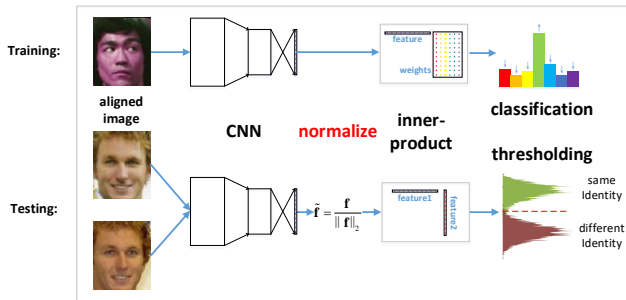 Training:
feature
weights
aligned
image
CNN
normalize
inner-
product
classification
thresholding
Testing:
f̃ = f / ‖ f ‖₂
feature1
feature2
same
Identity
different
Identity